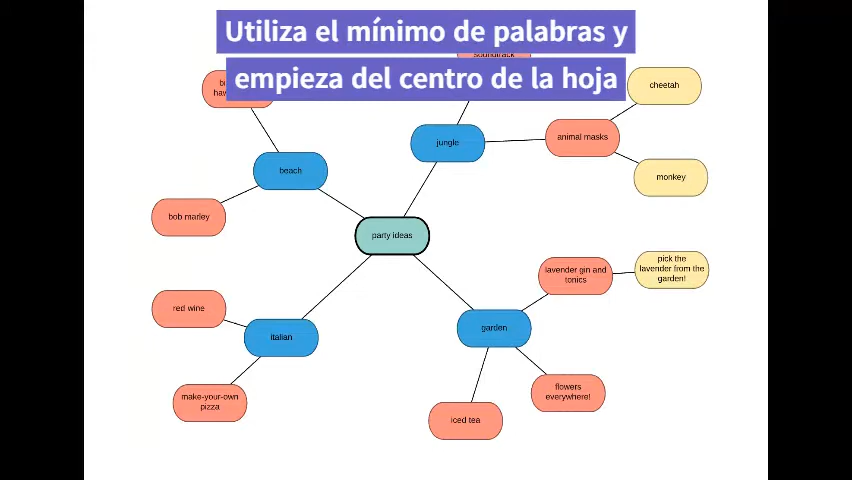 Utiliza el mínimo de palabras y
empieza del centro de la hoja
cheetah
animal masks
monkey
jungle
beach
bob marley
party ideas
pick the
lavender from the
garden!
lavender gin and
tonics
garden
red wine
italian
make-your-own
pizza
flowers
everywhere!
iced tea